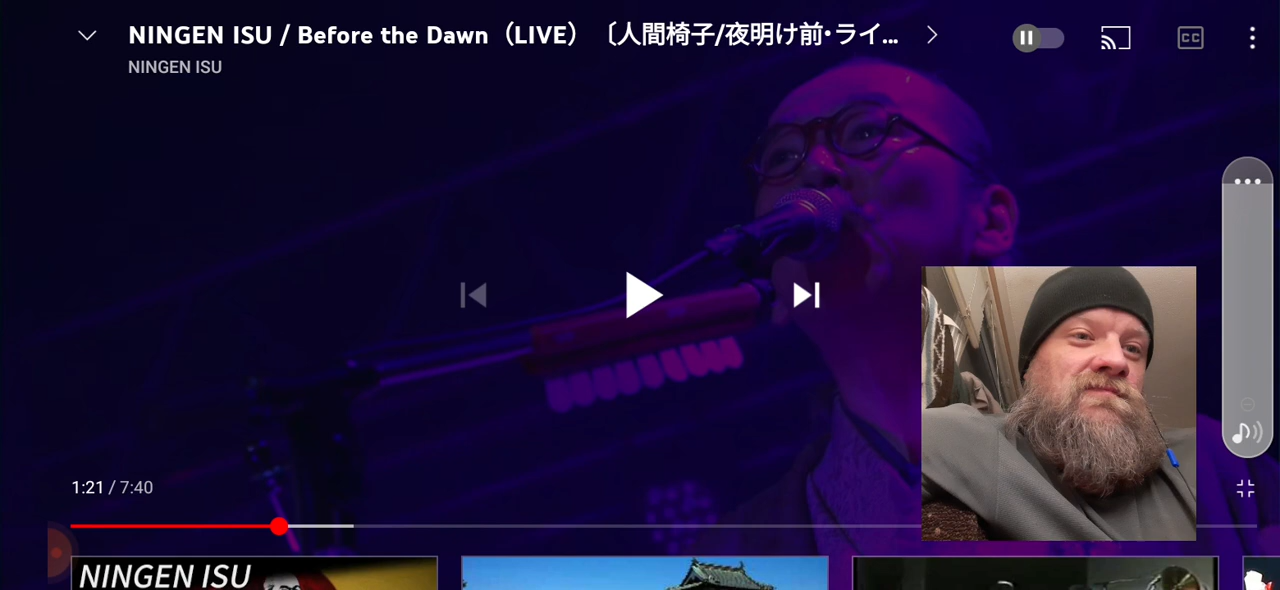 NINGEN ISU / Before the Dawn（LIVE）〔人間椅子/夜明け前・ライ...
NINGEN ISU
CC
1:21 / 7:40
NINGEN ISU